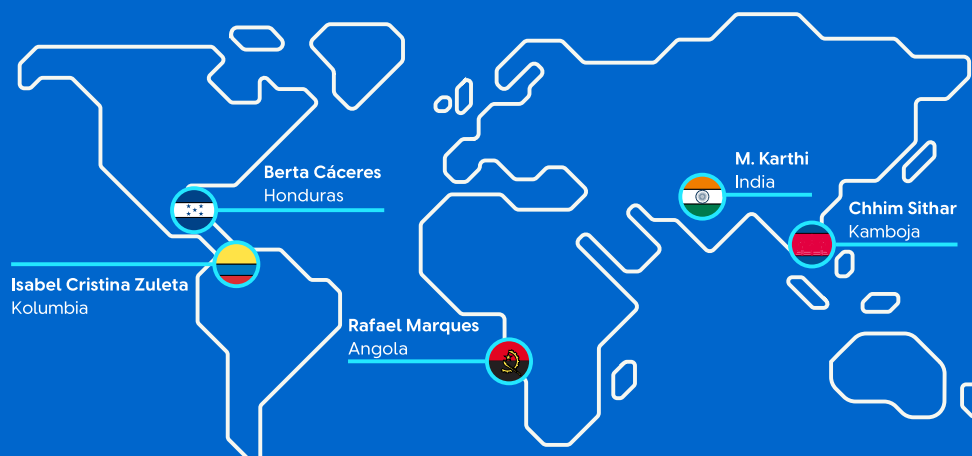 Berta Cáceres
Honduras
M. Karthi
India
Chhim Sithar
Kamboja
Isabel Cristina Zuleta
Kolumbia
Rafael Marques
Angola